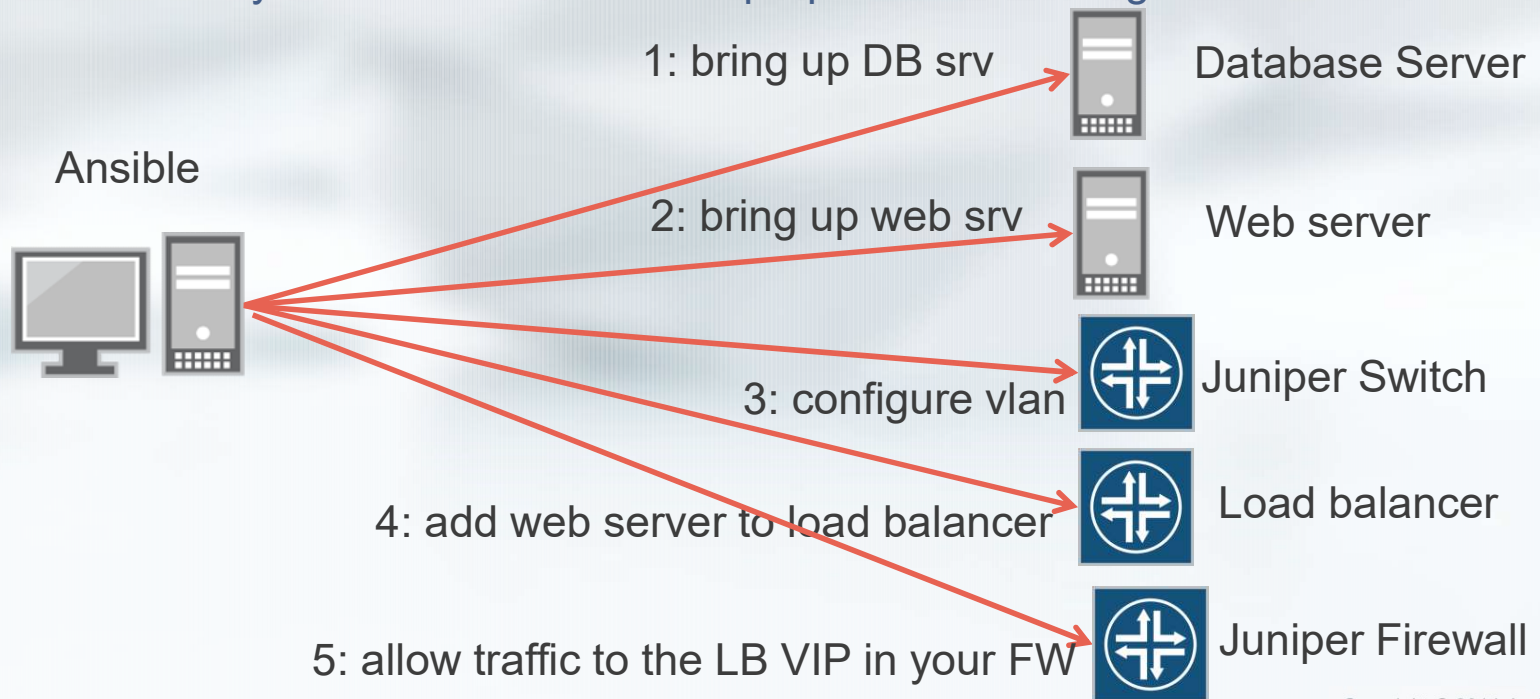 1: bring up DB srv
Database Server
Ansible
2: bring up web srv
Web server
3: configure vlan
Juniper Switch
4: add web server to load balancer
Load balancer
5: allow traffic to the LB VIP in your FW
Juniper Firewall